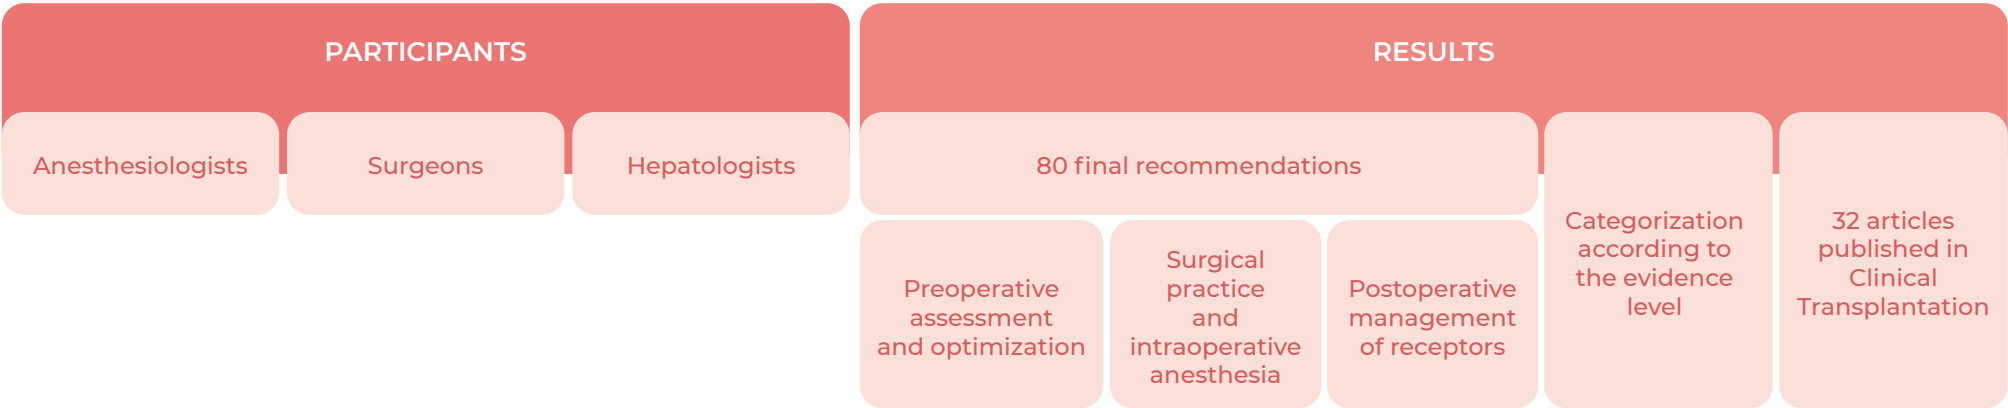 PARTICIPANTS
Anesthesiologists
Surgeons
Hepatologists
RESULTS
80 final recommendations
Preoperative
assessment
and optimization
Surgical
practice
and
intraoperative
anesthesia
Postoperative
management
of receptors
Categorization
according to
the evidence
level
32 articles
published in
Clinical
Transplantation